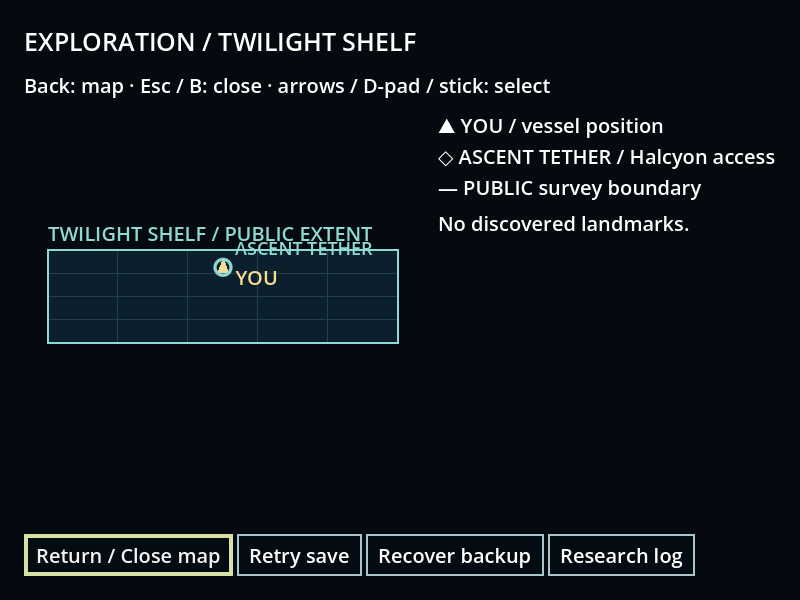 EXPLORATION / TWILIGHT SHELF
Back: map · Esc / B: close · arrows / D-pad / stick: select
▲ YOU / vessel position
◇ ASCENT TETHER / Halcyon access
— PUBLIC survey boundary
No discovered landmarks.
TWILIGHT SHELF / PUBLIC EXTENT
ASCENT TETHER
YOU
Return / Close map
Retry save
Recover backup
Research log